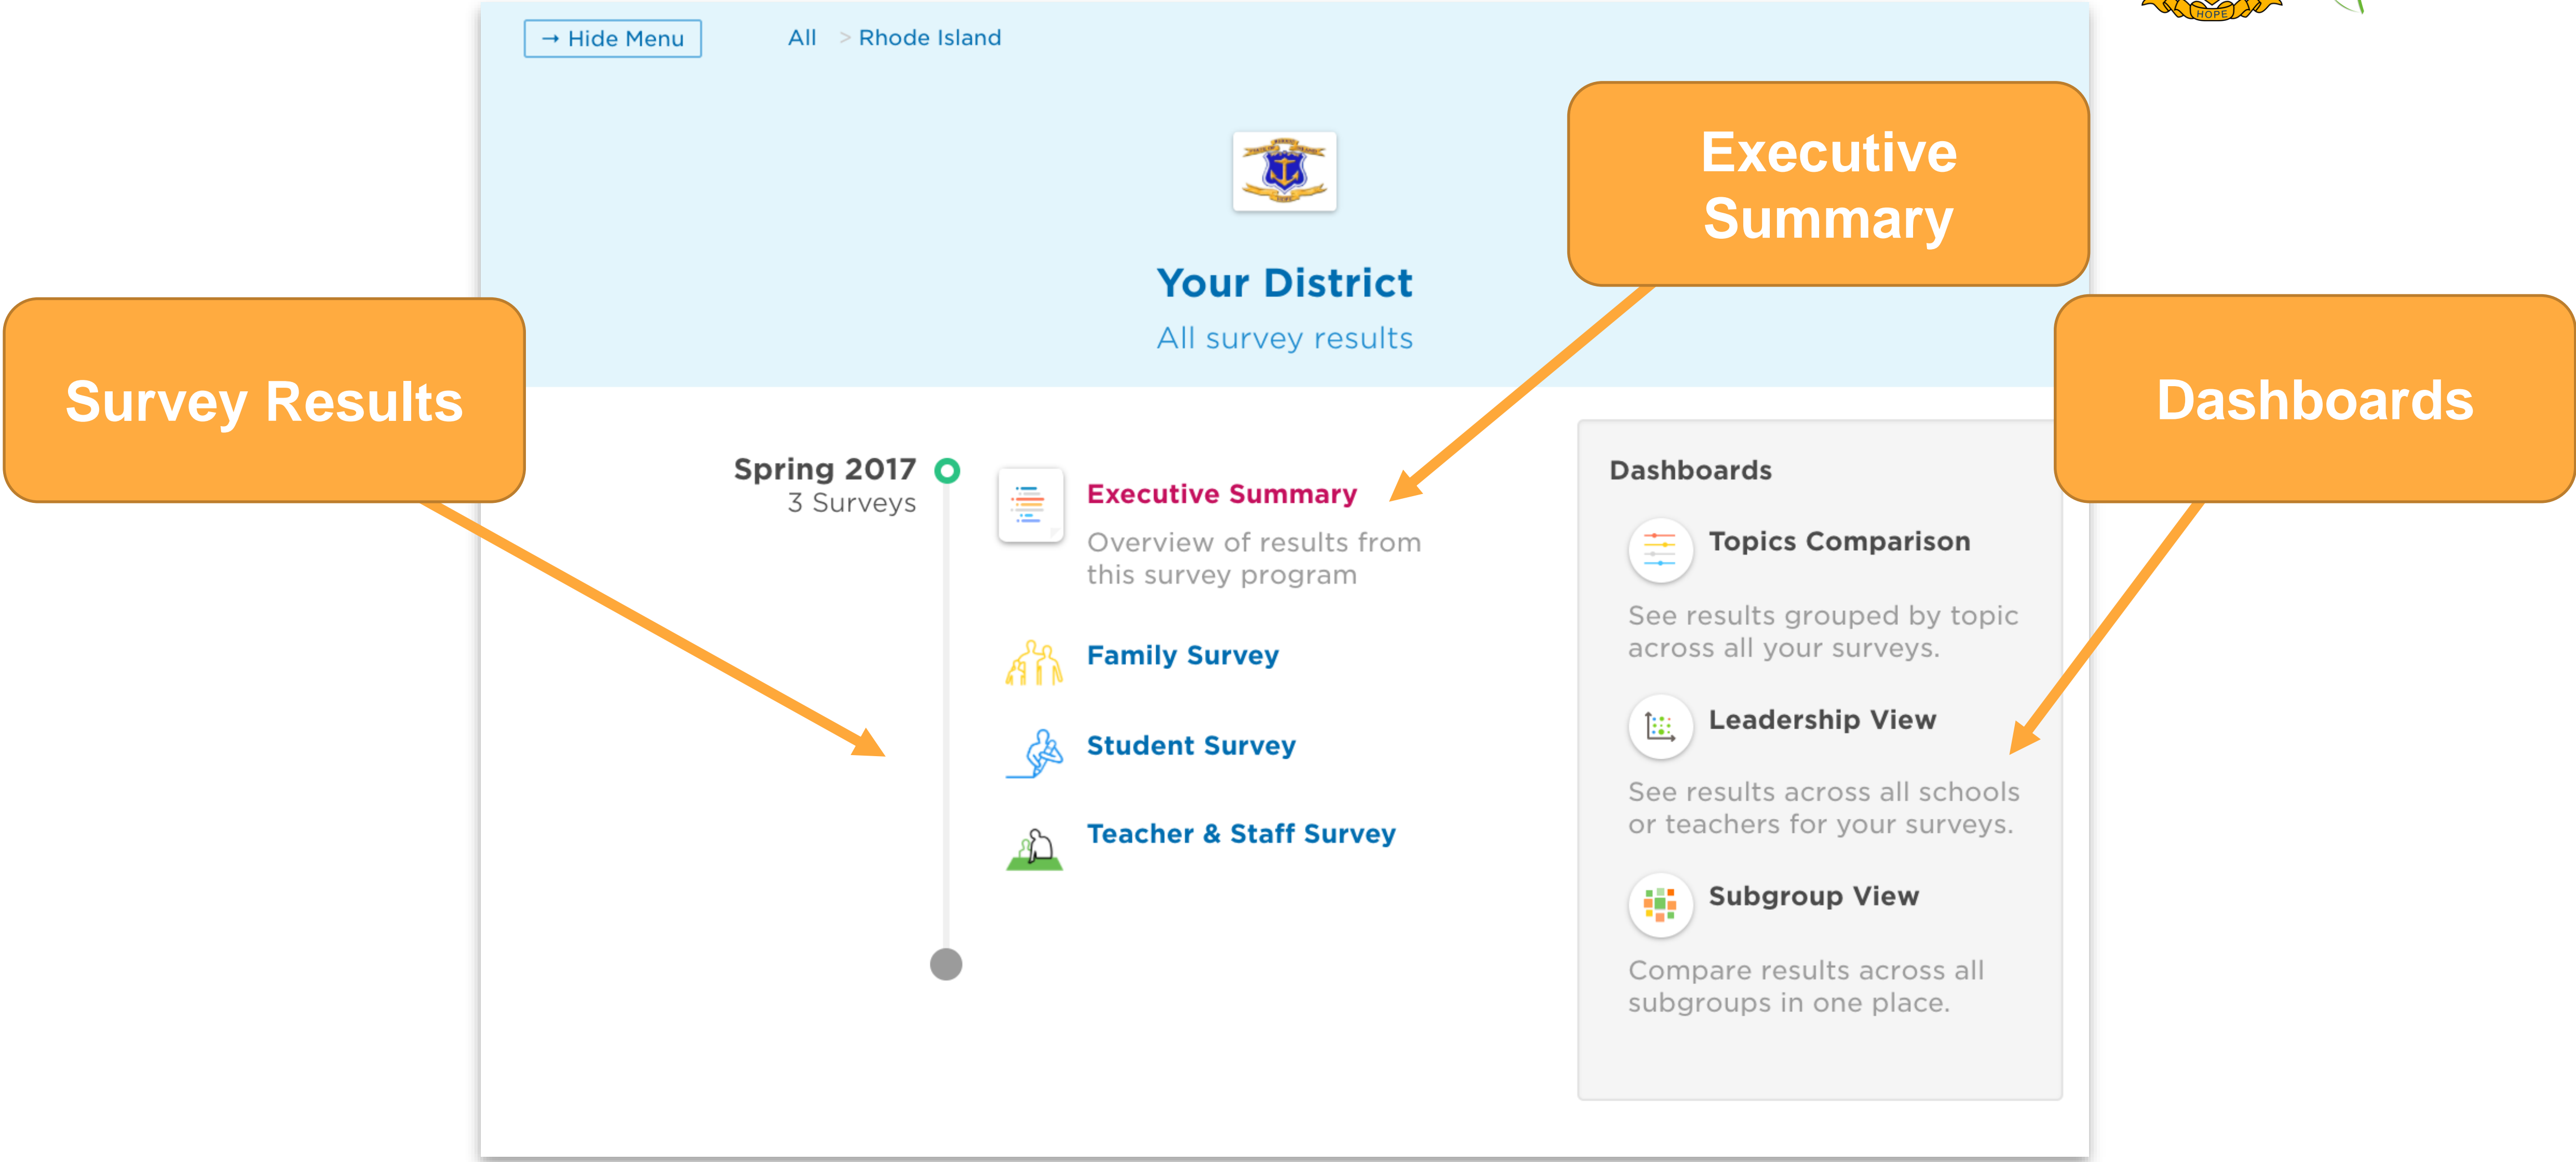 HOPE
→ Hide Menu
All > Rhode Island
Executive
Summary
Your District
All survey results
Survey Results
Dashboards
Spring 2017
3 Surveys
Executive Summary
Overview of results from
this survey program
Family Survey
Student Survey
Teacher & Staff Survey
Dashboards
Topics Comparison
See results grouped by topic
across all your surveys.
Leadership View
See results across all schools
or teachers for your surveys.
Subgroup View
Compare results across all
subgroups in one place.